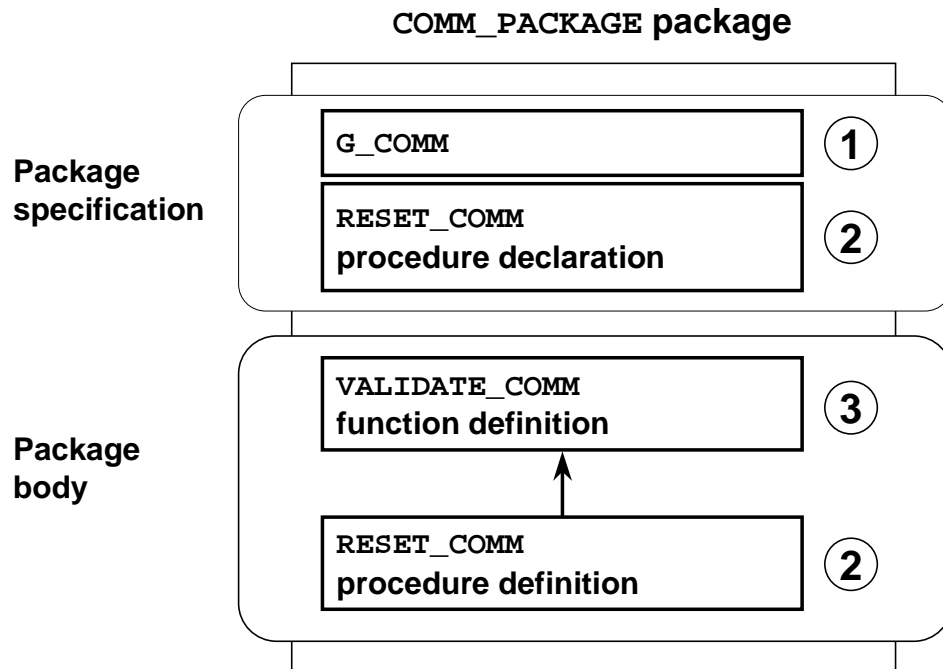 COMM_PACKAGE package
Package
specification
G_COMM
1
RESET_COMM
procedure declaration
2
Package
body
VALIDATE_COMM
function definition
3
RESET_COMM
procedure definition
2